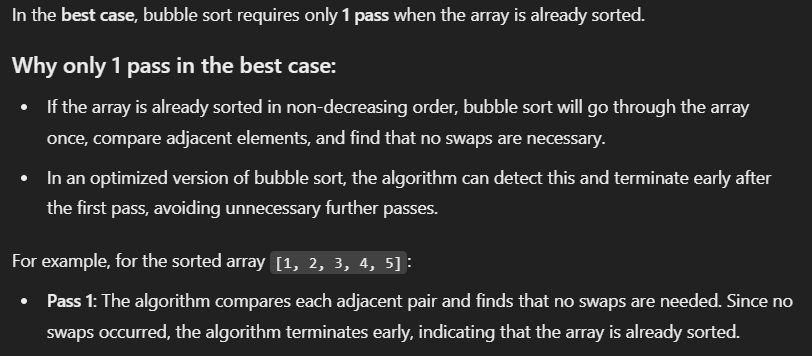 In the best case, bubble sort requires only 1 pass when the array is already sorted.
Why only 1 pass in the best case:
• If the array is already sorted in non-decreasing order, bubble sort will go through the array
once, compare adjacent elements, and find that no swaps are necessary.
• In an optimized version of bubble sort, the algorithm can detect this and terminate early after
the first pass, avoiding unnecessary further passes.
For example, for the sorted array [1, 2, 3, 4, 5]:
• Pass 1: The algorithm compares each adjacent pair and finds that no swaps are needed. Since no
swaps occurred, the algorithm terminates early, indicating that the array is already sorted.